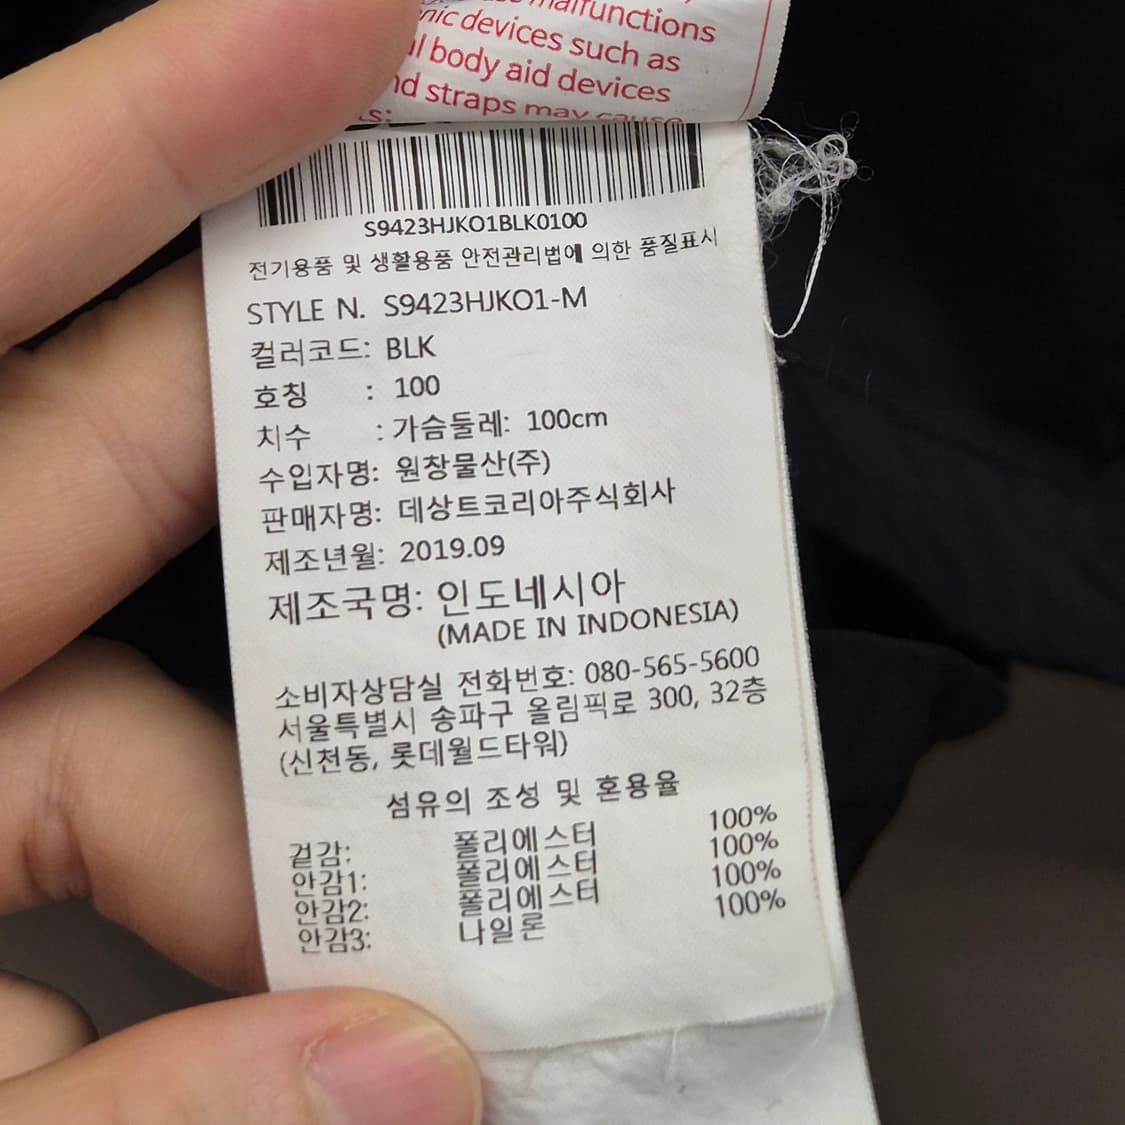 malfunctions
devices such as
body aid devices
straps may cause
S9423HJKO1BLK0100
전기용품 및 생활용품 안전관리법에 의한 품질표시
STYLE N. S9423HJKO1-M
컬러코드: BLK
호칭 : 100
치수 : 가슴둘레: 100cm
수입자명: 원창물산(주)
판매자명: 데상트코리아주식회사
제조년월: 2019.09
제조국명: 인도네시아
(MADE IN INDONESIA)
소비자상담실 전화번호: 080-565-5600
서울특별시 송파구 올림픽로 300, 32층
(신천동, 롯데월드타워)
섬유의 조성 및 혼용율
겉감: 폴리에스터 100%
안감1: 폴리에스터 100%
안감2: 폴리에스터 100%
안감3: 나일론 100%